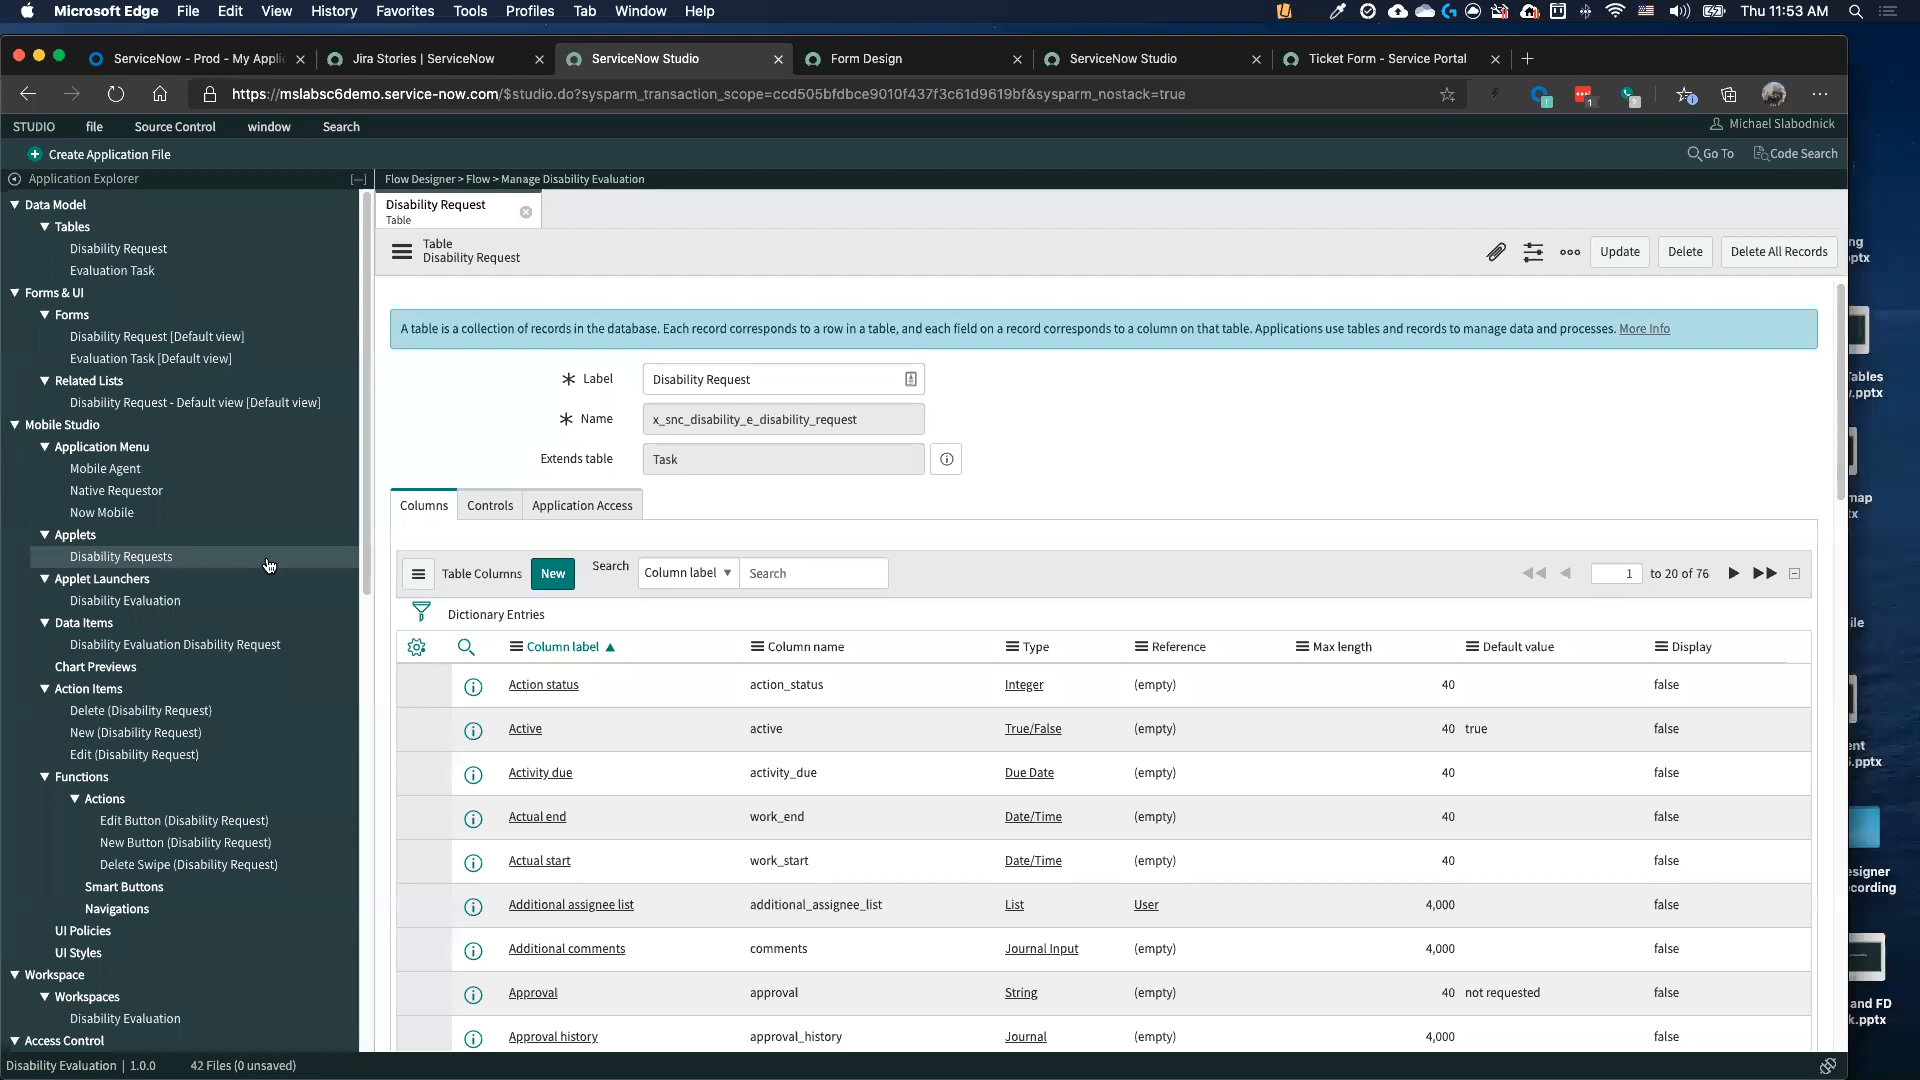 Microsoft Edge File Edit View History Favorites Tools Profiles Tab Window Help Thu 11:53 AM
ServiceNow - Prod - My Appli
Jira Stories | ServiceNow
ServiceNow Studio
Form Design
ServiceNow Studio
Ticket Form - Service Portal
https://mslabsc6demo.service-now.com/$studio.do?sysparm_transaction_scope=ccd505bfdbce9010f437f3c61d9619bf&sysparm_nostack=true
STUDIO file Source Control window Search
Michael Slabodnick
Create Application File
Go To Code Search
Application Explorer
Flow Designer > Flow > Manage Disability Evaluation
Data Model
Tables
Disability Request
Evaluation Task
Forms & UI
Forms
Disability Request [Default view]
Evaluation Task [Default view]
Related Lists
Disability Request - Default view [Default view]
Mobile Studio
Application Menu
Mobile Agent
Native Requestor
Now Mobile
Applets
Disability Requests
Applet Launchers
Disability Evaluation
Data Items
Disability Evaluation Disability Request
Chart Previews
Action Items
Delete (Disability Request)
New (Disability Request)
Edit (Disability Request)
Functions
Actions
Edit Button (Disability Request)
New Button (Disability Request)
Delete Swipe (Disability Request)
Smart Buttons
Navigations
UI Policies
UI Styles
Workspace
Workspaces
Disability Evaluation
Access Control
Disability Evaluation | 1.0.0 42 Files (0 unsaved)
Disability Request
Table
Table
Disability Request
Update Delete Delete All Records
A table is a collection of records in the database. Each record corresponds to a row in a table, and each field on a record corresponds to a column on that table. Applications use tables and records to manage data and processes. More Info
Label Disability Request
Name x_snc_disability_e_disability_request
Extends table Task
Columns Controls Application Access
Table Columns New Search Column label Search 1 to 20 of 76
Dictionary Entries
Column label Column name Type Reference Max length Default value Display
Action status action_status Integer (empty) 40 false
Active active True/False (empty) 40 true false
Activity due activity_due Due Date (empty) 40 false
Actual end work_end Date/Time (empty) 40 false
Actual start work_start Date/Time (empty) 40 false
Additional assignee list additional_assignee_list List User 4,000 false
Additional comments comments Journal Input (empty) 4,000 false
Approval approval String (empty) 40 not requested false
Approval history approval_history Journal (empty) 4,000 false
ng
ptx
Tables
v.pptx
map
tx
ile
ent
5.pptx
esigner
cording
and FD
k.pptx